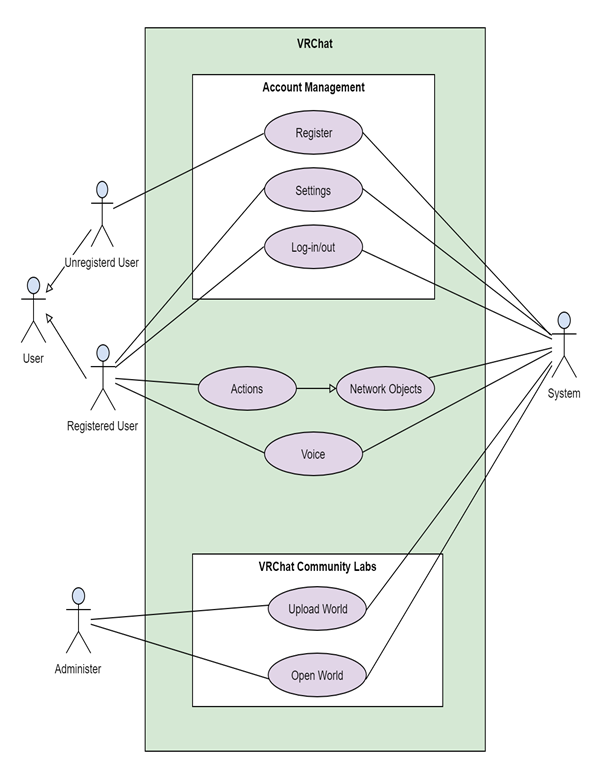 VRChat
Account Management
Register
Settings
Unregisterd User
Log-in/out
User
Registered User
Actions
Network Objects
System
Voice
VRChat Community Labs
Upload World
Administer
Open World